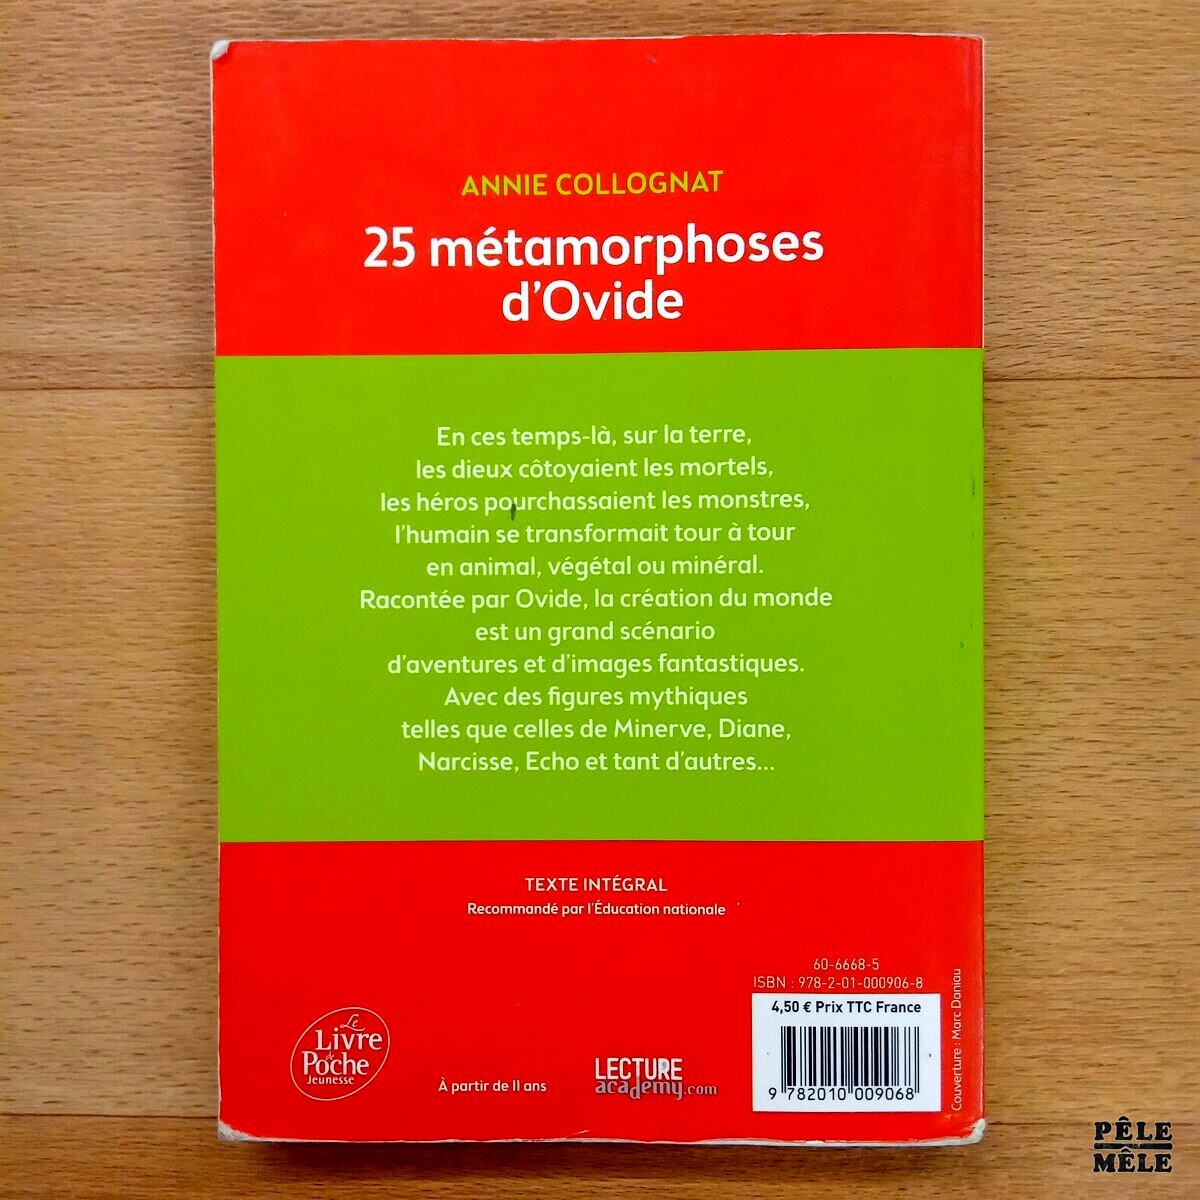 ANNIE COLLOGNAT
25 métamorphoses
d'Ovide
En ces temps-là, sur la terre,
les dieux côtoyaient les mortels,
les héros pourchassaient les monstres,
l'humain se transformait tour à tour
en animal, végétal ou minéral.
Racontée par Ovide, la création du monde
est un grand scénario
d'aventures et d'images fantastiques.
Avec des figures mythiques
telles que celles de Minerve, Diane,
Narcisse, Echo et tant d'autres...
TEXTE INTÉGRAL
Recommandé par l'Éducation nationale
60-6668-5
ISBN : 978-2-01-000906-8
4,50 € Prix TTC France
9 782010 009068
Couverture : Marc Daniau
Le
Livre
de
Poche
Jeunesse
À partir de 11 ans
LECTURE
academy.com
PÊLE
MÊLE